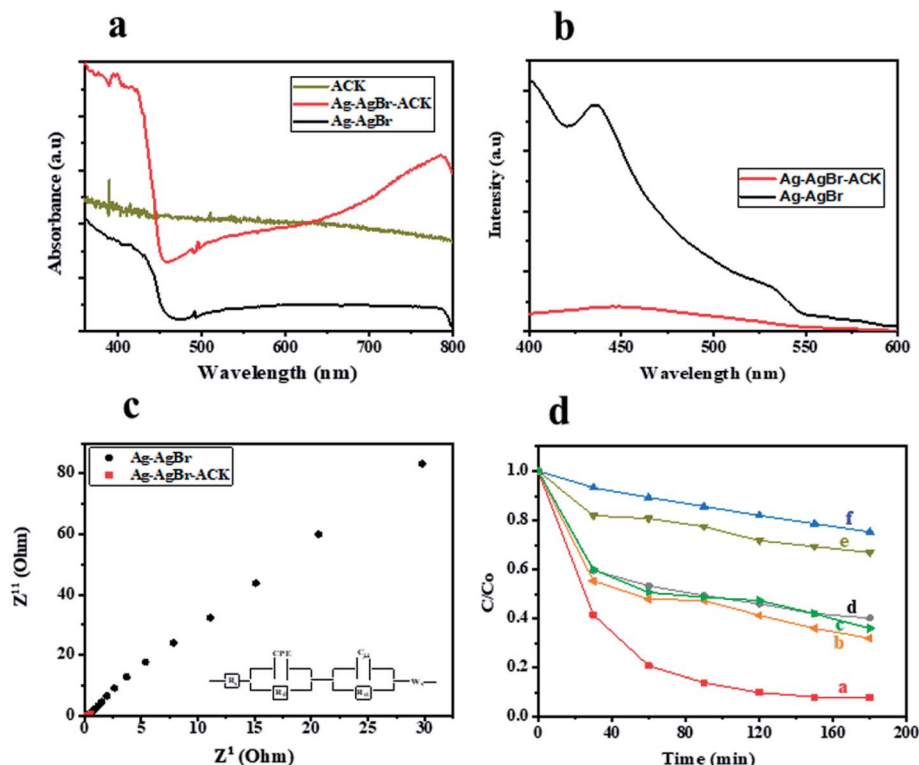 a
Absorbance (a.u)
ACK
Ag-AgBr-ACK
Ag-AgBr
400 500 600 700 800
Wavelength (nm)
b
Intensity (a.u)
Ag-AgBr-ACK
Ag-AgBr
400 450 500 550 600
Wavelength (nm)
c
Z¹¹ (Ohm)
80
60
40
20
0
Ag-AgBr
Ag-AgBr-ACK
CPE
0 5 10 15 20 25 30
Z¹ (Ohm)
d
C/Co
1.0
0.8
0.6
0.4
0.2
0.0
f
e
d
c
b
a
0 40 80 120 160 200
Time (min)